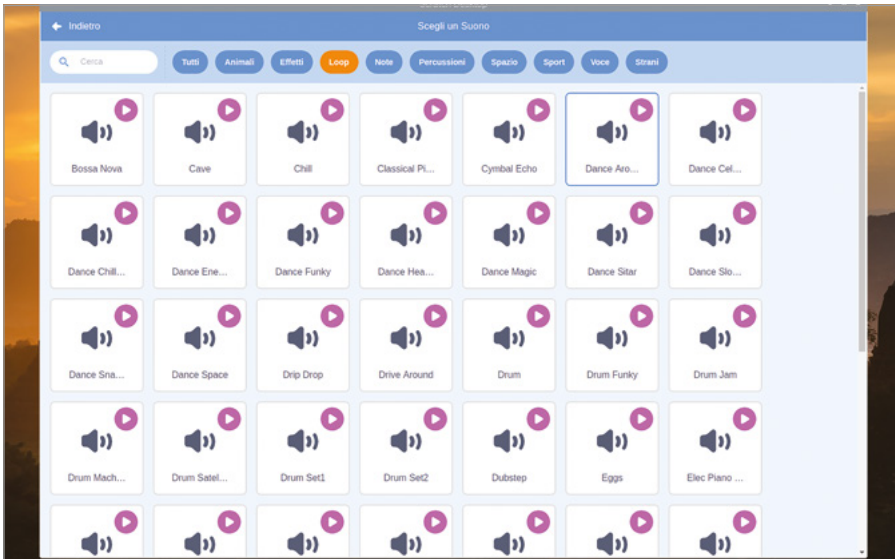 Indietro
Scegli un Suono
Cerca
Tutti Animali Effetti Loop Note Percussioni Spazio Sport Voce Strani
Bossa Nova Cave Chill Classical Pi... Cymbal Echo Dance Aro... Dance Cel...
Dance Chill... Dance Ene... Dance Funky Dance Hea... Dance Magic Dance Sitar Dance Slo...
Dance Sna... Dance Space Drip Drop Drive Around Drum Drum Funky Drum Jam
Drum Mach... Drum Satel... Drum Set1 Drum Set2 Dubstep Eggs Elec Piano ...